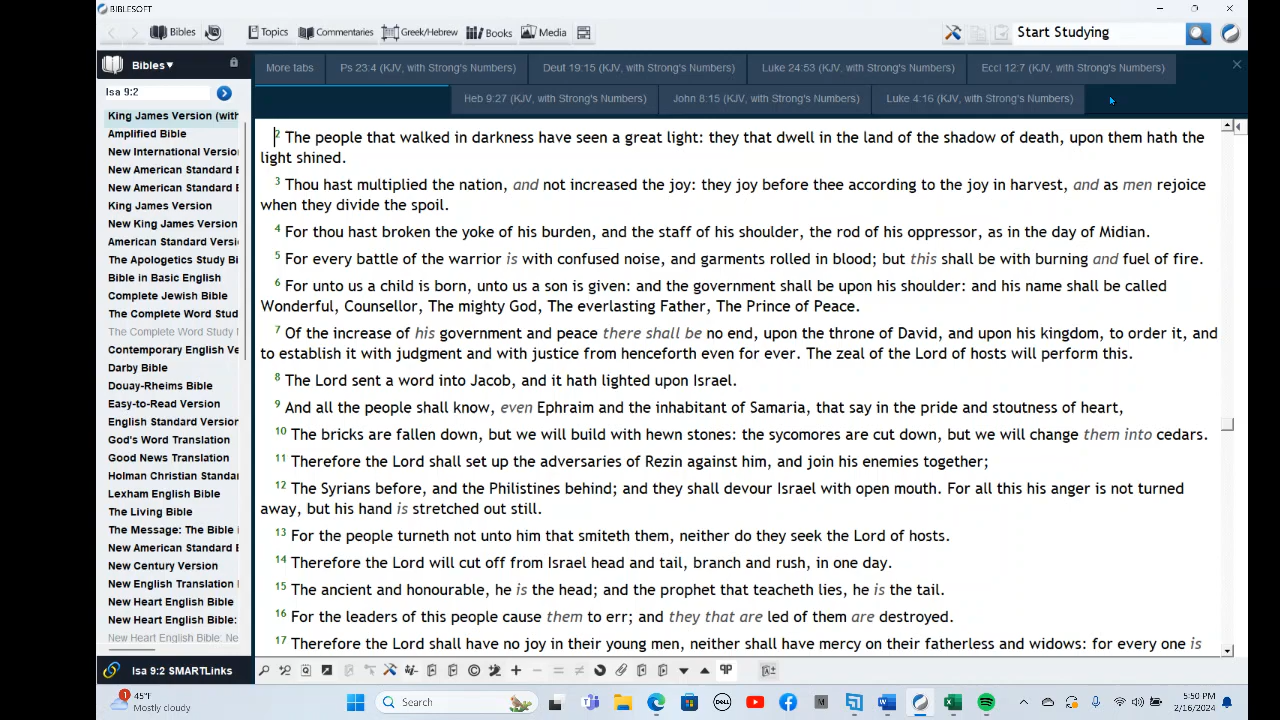 BIBLESOFT
Bibles Topics Commentaries Greek/Hebrew Books Media Start Studying
Bibles▾
More tabs Ps 23:4 (KJV, with Strong's Numbers) Deut 19:15 (KJV, with Strong's Numbers) Luke 24:53 (KJV, with Strong's Numbers) Eccl 12:7 (KJV, with Strong's Numbers)
Isa 9:2
Heb 9:27 (KJV, with Strong's Numbers) John 8:15 (KJV, with Strong's Numbers) Luke 4:16 (KJV, with Strong's Numbers)
King James Version (with
Amplified Bible
New International Versio
New American Standard E
New American Standard E
King James Version
New King James Version
American Standard Versi
The Apologetics Study Bi
Bible in Basic English
Complete Jewish Bible
The Complete Word Stud
The Complete Word Study
Contemporary English Ve
Darby Bible
Douay-Rheims Bible
Easy-to-Read Version
English Standard Version
God's Word Translation
Good News Translation
Holman Christian Standar
Lexham English Bible
The Living Bible
The Message: The Bible i
New American Standard E
New Century Version
New English Translation
New Heart English Bible
New Heart English Bible:
New Heart English Bible: Ne
2 The people that walked in darkness have seen a great light: they that dwell in the land of the shadow of death, upon them hath the
light shined.
3 Thou hast multiplied the nation, and not increased the joy: they joy before thee according to the joy in harvest, and as men rejoice
when they divide the spoil.
4 For thou hast broken the yoke of his burden, and the staff of his shoulder, the rod of his oppressor, as in the day of Midian.
5 For every battle of the warrior is with confused noise, and garments rolled in blood; but this shall be with burning and fuel of fire.
6 For unto us a child is born, unto us a son is given: and the government shall be upon his shoulder: and his name shall be called
Wonderful, Counsellor, The mighty God, The everlasting Father, The Prince of Peace.
7 Of the increase of his government and peace there shall be no end, upon the throne of David, and upon his kingdom, to order it, and
to establish it with judgment and with justice from henceforth even for ever. The zeal of the Lord of hosts will perform this.
8 The Lord sent a word into Jacob, and it hath lighted upon Israel.
9 And all the people shall know, even Ephraim and the inhabitant of Samaria, that say in the pride and stoutness of heart,
10 The bricks are fallen down, but we will build with hewn stones: the sycomores are cut down, but we will change them into cedars.
11 Therefore the Lord shall set up the adversaries of Rezin against him, and join his enemies together;
12 The Syrians before, and the Philistines behind; and they shall devour Israel with open mouth. For all this his anger is not turned
away, but his hand is stretched out still.
13 For the people turneth not unto him that smiteth them, neither do they seek the Lord of hosts.
14 Therefore the Lord will cut off from Israel head and tail, branch and rush, in one day.
15 The ancient and honourable, he is the head; and the prophet that teacheth lies, he is the tail.
16 For the leaders of this people cause them to err; and they that are led of them are destroyed.
17 Therefore the Lord shall have no joy in their young men, neither shall have mercy on their fatherless and widows: for every one is
Isa 9:2 SMARTLinks
45°F
Mostly cloudy
Search
5:50 PM
2/16/2024